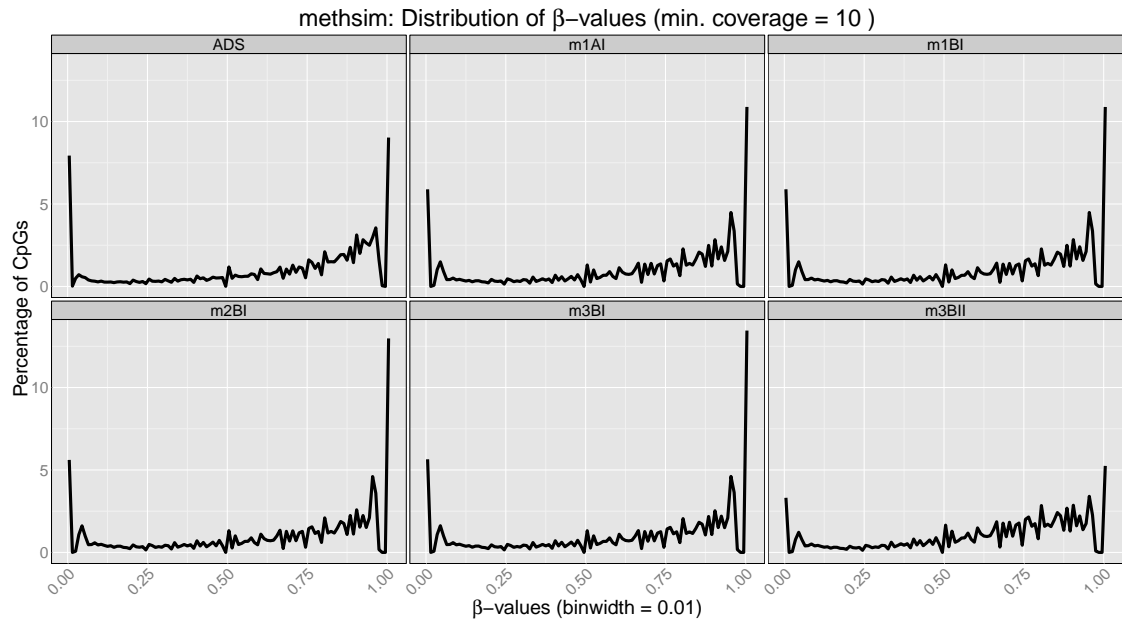 methsim: Distribution of β−values (min. coverage = 10 )
ADS m1AI m1BI
10
5
0
m2BI m3BI m3BII
10
5
0
Percentage of CpGs
0.00 0.25 0.50 0.75 1.00 0.00 0.25 0.50 0.75 1.00 0.00 0.25 0.50 0.75 1.00
β−values (binwidth = 0.01)